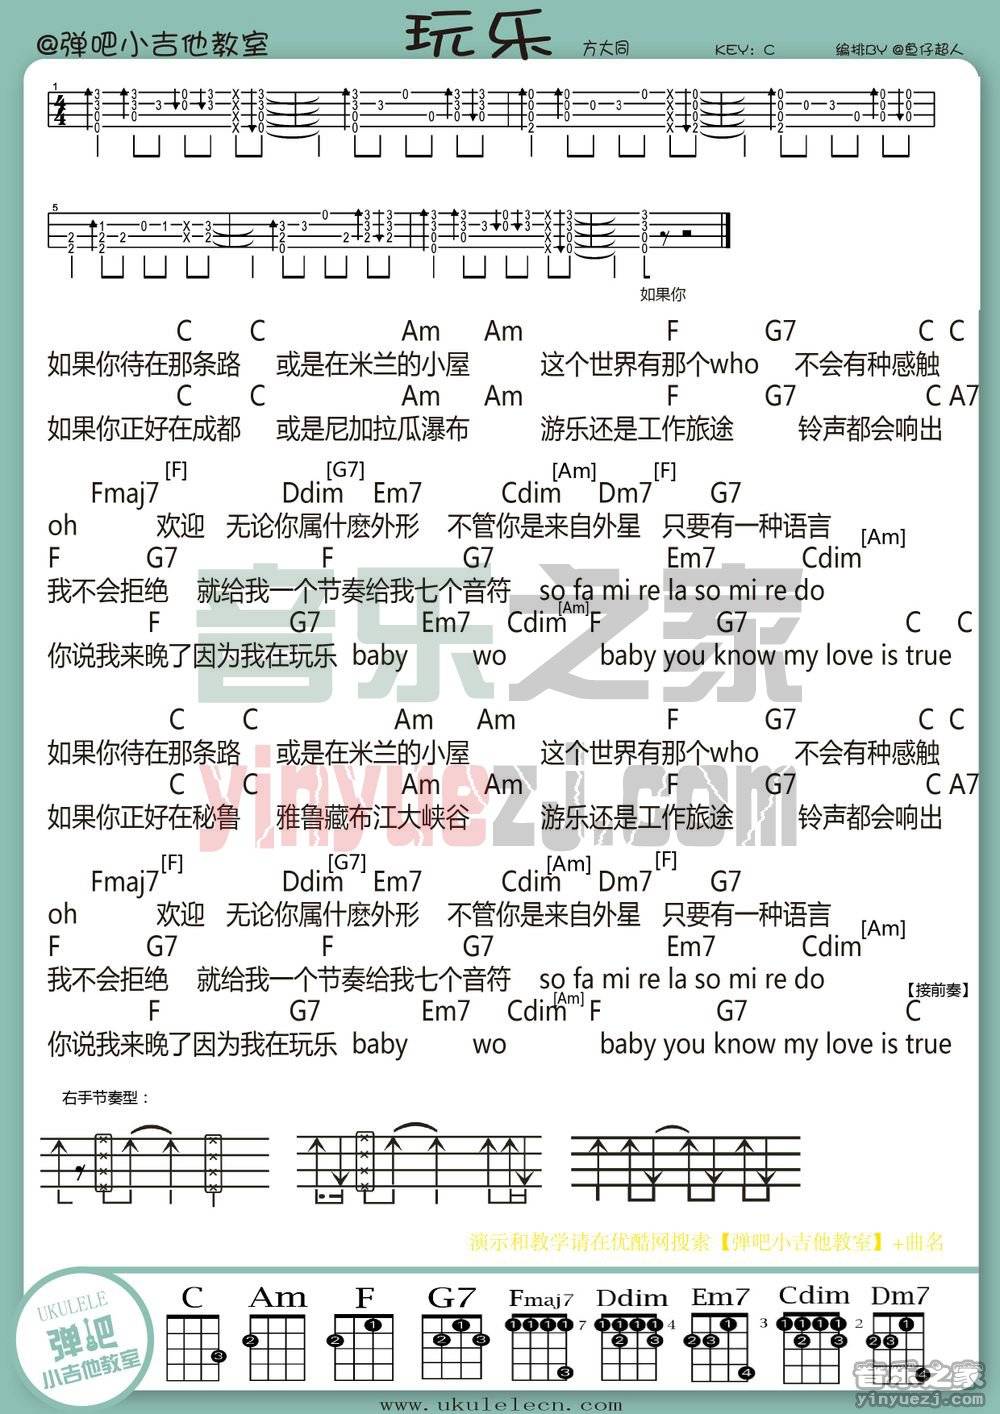 @弹吧小吉他教室 玩乐 方大同 KEY: C 编排BY @鱼仔超人
如果你
C C Am Am F G7 C C
如果你待在那条路 或是在米兰的小屋 这个世界有那个who 不会有种感触
C C Am Am F G7 C A7
如果你正好在成都 或是尼加拉瓜瀑布 游乐还是工作旅途 铃声都会响出
[F] [G7] [Am] [F]
Fmaj7 Ddim Em7 Cdim Dm7 G7
oh 欢迎 无论你属什麽外形 不管你是来自外星 只要有一种语言
F G7 F G7 Em7 Cdim [Am]
我不会拒绝 就给我一个节奏给我七个音符 so fa mi re la so mi re do
F G7 Em7 Cdim [Am] F G7 C C
你说我来晚了因为我在玩乐 baby wo baby you know my love is true
C C Am Am F G7 C C
如果你待在那条路 或是在米兰的小屋 这个世界有那个who 不会有种感触
C C Am Am F G7 C A7
如果你正好在秘鲁 雅鲁藏布江大峡谷 游乐还是工作旅途 铃声都会响出
[F] [G7] [Am] [F]
Fmaj7 Ddim Em7 Cdim Dm7 G7
oh 欢迎 无论你属什麽外形 不管你是来自外星 只要有一种语言
F G7 F G7 Em7 Cdim [Am]
我不会拒绝 就给我一个节奏给我七个音符 so fa mi re la so mi re do
【接前奏】
F G7 Em7 Cdim [Am] F G7 C
你说我来晚了因为我在玩乐 baby wo baby you know my love is true
音乐之家
yinyuezj.com
右手节奏型：
演示和教学请在优酷网搜索【弹吧小吉他教室】+曲名
UKULELE
弹吧
小吉他教室
C Am F G7 Fmaj7 Ddim Em7 Cdim Dm7
音乐之家
yinyuezj.com
www.ukulelecn.com